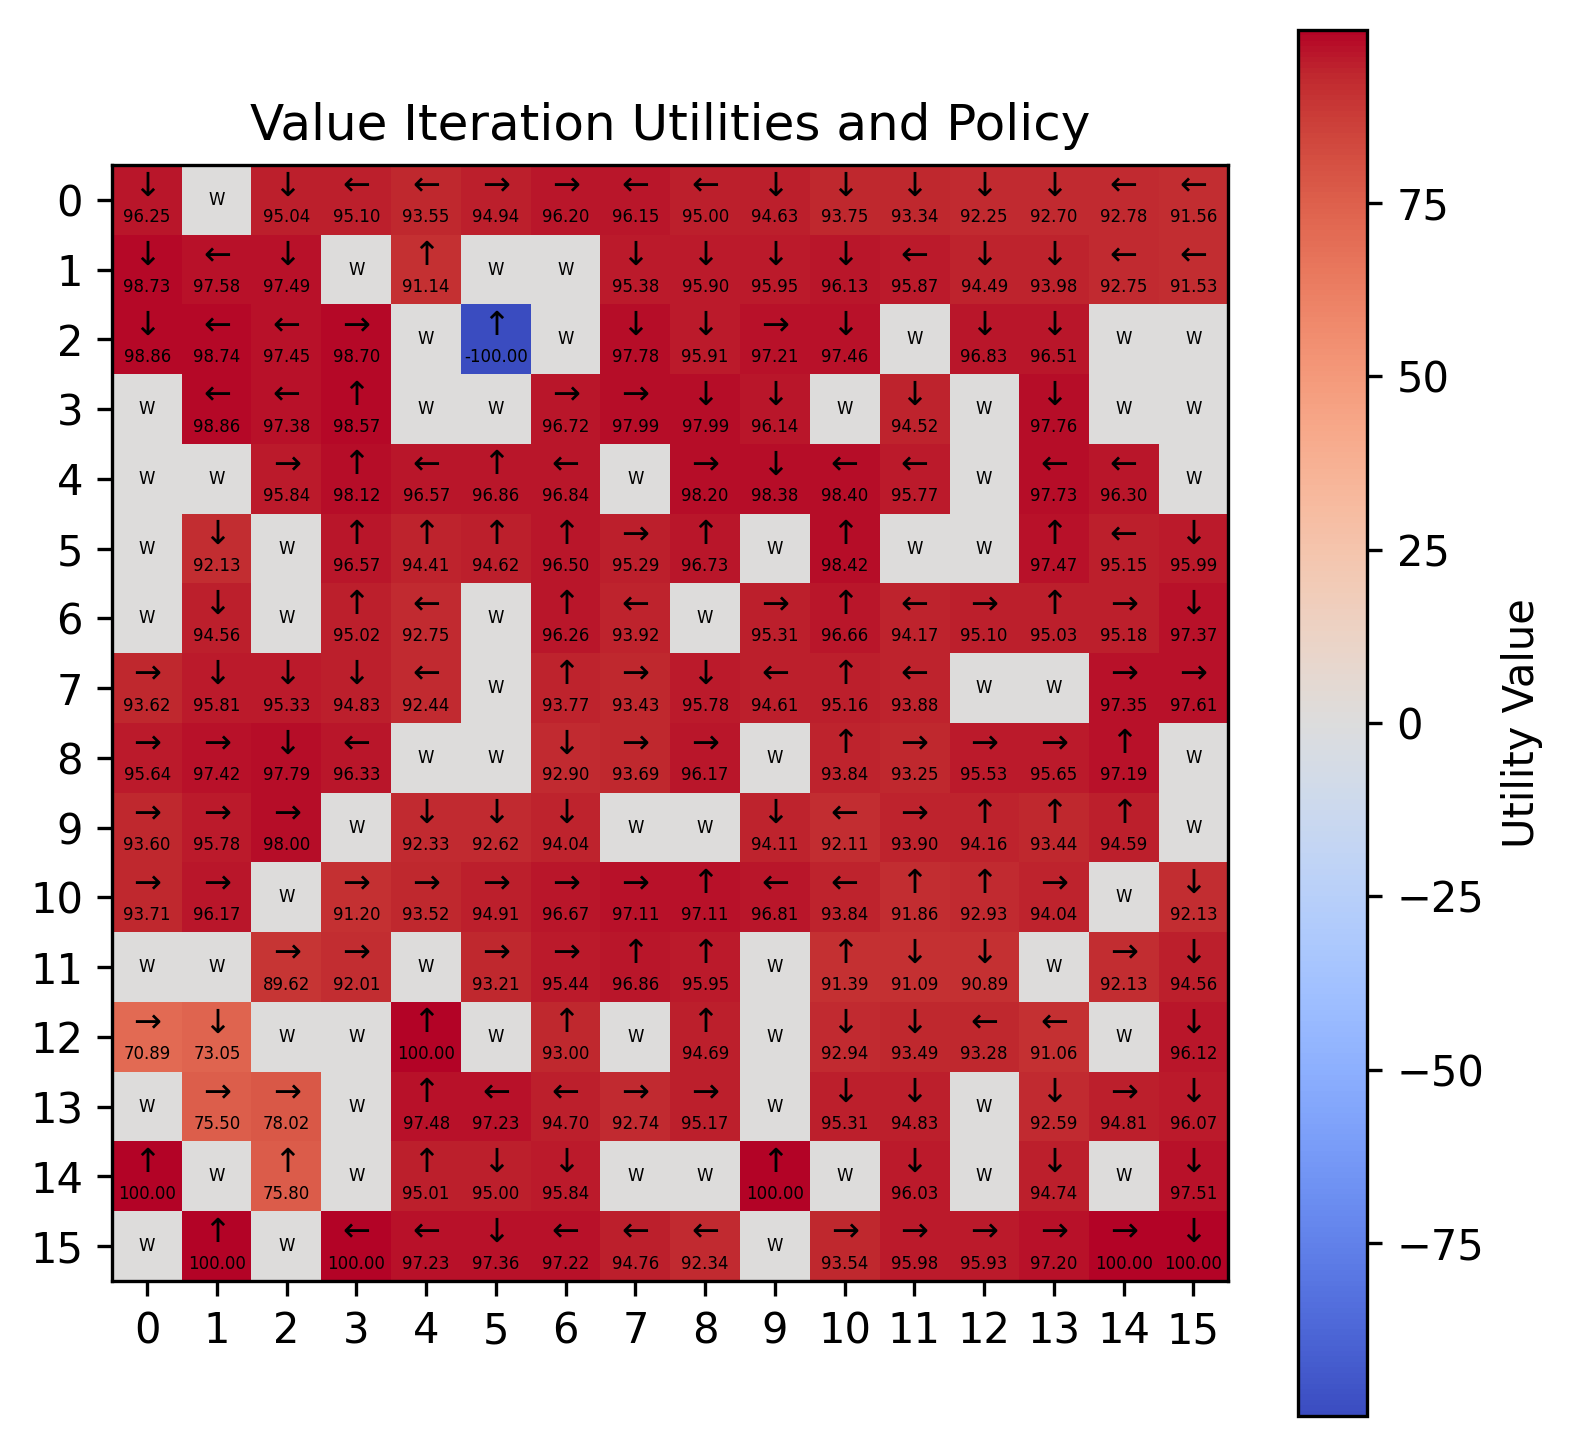 Value Iteration Utilities and Policy
0 ↓ 96.25 W ↓ 95.04 ← 95.10 ← 93.55 → 94.94 → 96.20 ← 96.15 ← 95.00 ↓ 94.63 ↓ 93.75 ↓ 93.34 ↓ 92.25 ↓ 92.70 ← 92.78 ← 91.56
1 ↓ 98.73 ← 97.58 ↓ 97.49 W ↑ 91.14 W W ↓ 95.38 ↓ 95.90 ↓ 95.95 ↓ 96.13 ← 95.87 ↓ 94.49 ↓ 93.98 ← 92.75 ← 91.53
2 ↓ 98.86 ← 98.74 ← 97.45 → 98.70 W ↑ -100.00 W ↓ 97.78 ↓ 95.91 → 97.21 ↓ 97.46 W ↓ 96.83 ↓ 96.51 W W
3 W ← 98.86 ← 97.38 ↑ 98.57 W W → 96.72 → 97.99 ↓ 97.99 ↓ 96.14 W ↓ 94.52 W ↓ 97.76 W W
4 W W → 95.84 ↑ 98.12 ← 96.57 ↑ 96.86 ← 96.84 W → 98.20 ↓ 98.38 ← 98.40 ← 95.77 W ← 97.73 ← 96.30 W
5 W ↓ 92.13 W ↑ 96.57 ↑ 94.41 ↑ 94.62 ↑ 96.50 → 95.29 ↑ 96.73 W ↑ 98.42 W W ↑ 97.47 ← 95.15 ↓ 95.99
6 W ↓ 94.56 W ↑ 95.02 ← 92.75 W ↑ 96.26 ← 93.92 W → 95.31 ↑ 96.66 ← 94.17 → 95.10 ↑ 95.03 → 95.18 ↓ 97.37
7 → 93.62 ↓ 95.81 ↓ 95.33 ↓ 94.83 ← 92.44 W ↑ 93.77 → 93.43 ↓ 95.78 ← 94.61 ↑ 95.16 ← 93.88 W W → 97.35 → 97.61
8 → 95.64 → 97.42 ↓ 97.79 ← 96.33 W W ↓ 92.90 → 93.69 → 96.17 W ↑ 93.84 → 93.25 → 95.53 → 95.65 ↑ 97.19 W
9 → 93.60 → 95.78 → 98.00 W ↓ 92.33 ↓ 92.62 ↓ 94.04 W W ↓ 94.11 ← 92.11 → 93.90 ↑ 94.16 ↑ 93.44 ↑ 94.59 W
10 → 93.71 → 96.17 W → 91.20 → 93.52 → 94.91 → 96.67 → 97.11 ↑ 97.11 ← 96.81 ← 93.84 ↑ 91.86 ↑ 92.93 → 94.04 W ↓ 92.13
11 W W → 89.62 → 92.01 W → 93.21 → 95.44 ↑ 96.86 ↑ 95.95 W ↑ 91.39 ↓ 91.09 ↓ 90.89 W → 92.13 ↓ 94.56
12 → 70.89 ↓ 73.05 W W ↑ 100.00 W ↑ 93.00 W ↑ 94.69 W ↓ 92.94 ↓ 93.49 ← 93.28 ← 91.06 W ↓ 96.12
13 W → 75.50 → 78.02 W ↑ 97.48 ← 97.23 ← 94.70 → 92.74 → 95.17 W ↓ 95.31 ↓ 94.83 W ↓ 92.59 → 94.81 ↓ 96.07
14 ↑ 100.00 W ↑ 75.80 W ↑ 95.01 ↓ 95.00 ↓ 95.84 W W ↑ 100.00 W ↓ 96.03 W ↓ 94.74 W ↓ 97.51
15 W ↑ 100.00 W ← 100.00 ← 97.23 ↓ 97.36 ← 97.22 ← 94.76 ← 92.34 W → 93.54 → 95.98 → 95.93 → 97.20 → 100.00 ↓ 100.00
0 1 2 3 4 5 6 7 8 9 10 11 12 13 14 15
75
50
25
0
−25
−50
−75
Utility Value